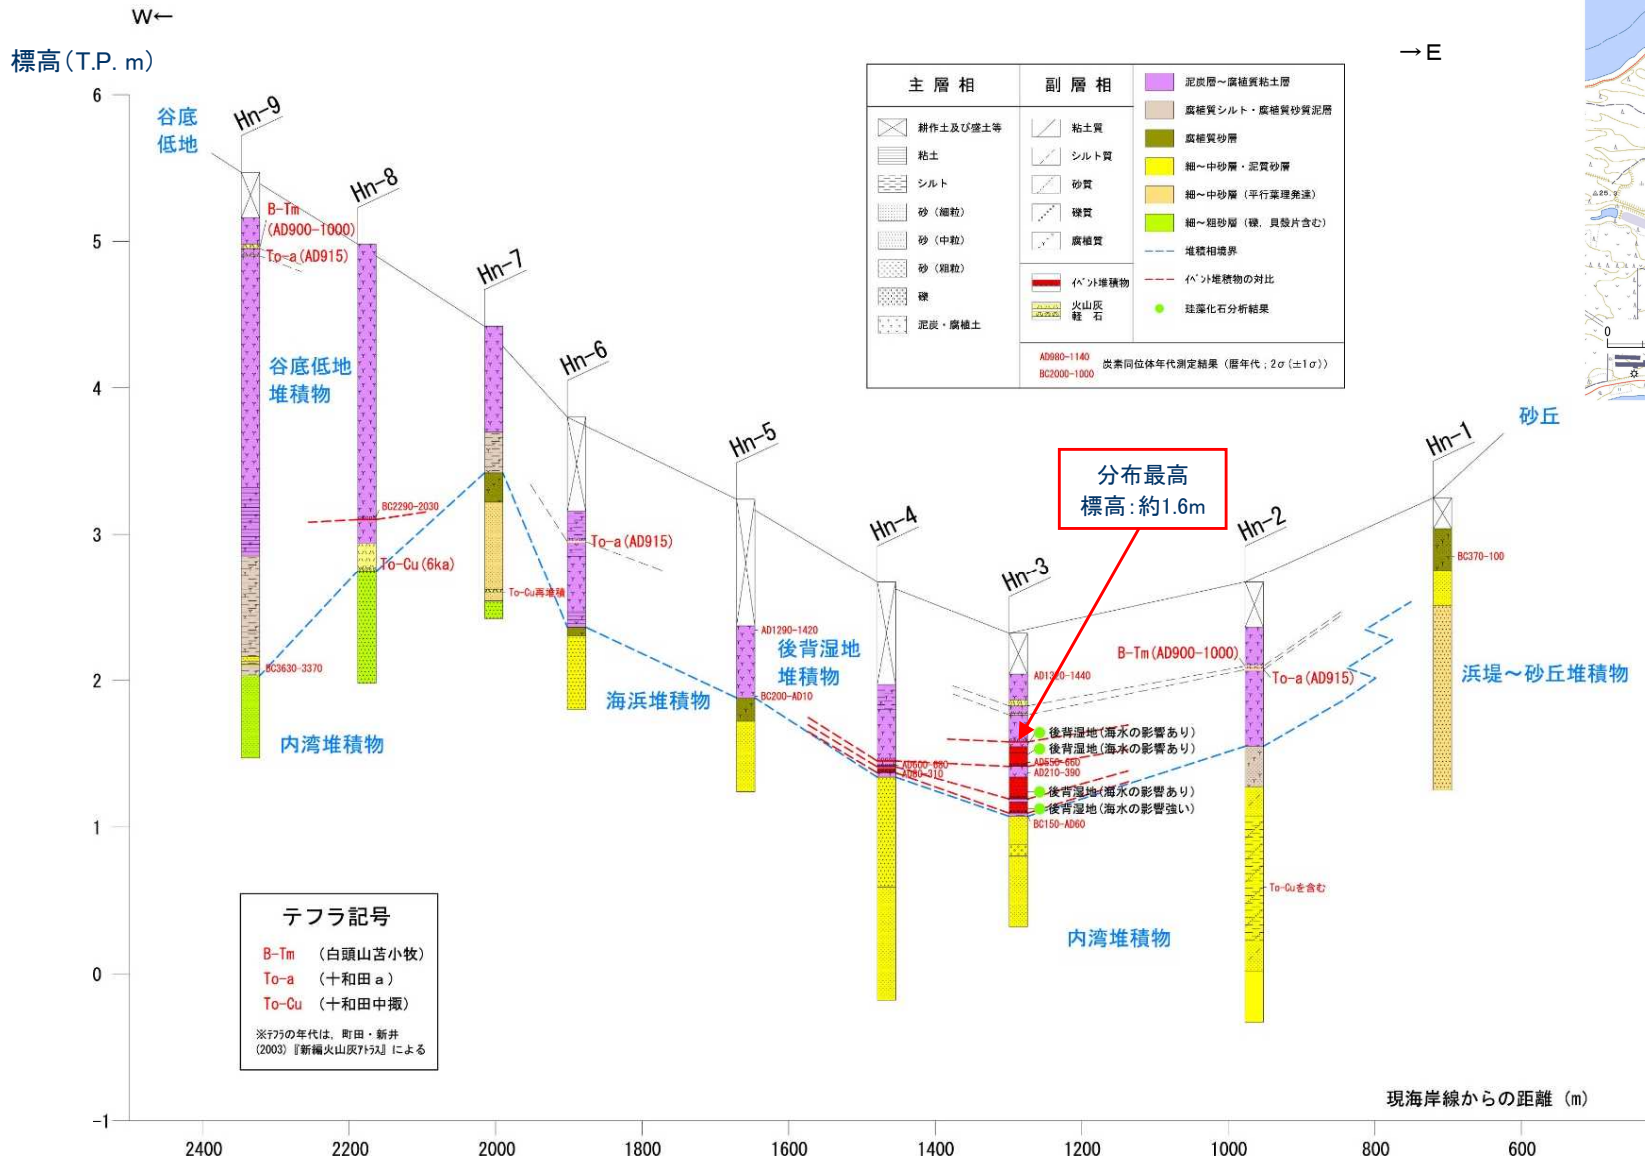 W←
標高(T.P. m)
→E
6
5
4
3
2
1
0
-1
谷底
低地
Hn-9
Hn-8
Hn-7
Hn-6
Hn-5
Hn-4
Hn-3
Hn-2
Hn-1
砂丘
主層相
副層相
耕作土及び盛土等
粘土
シルト
砂（細粒）
砂（中粒）
砂（粗粒）
礫
泥炭・腐植土
粘土質
シルト質
砂質
礫質
腐植質
イベント堆積物
火山灰
軽石
泥炭層～腐植質粘土層
腐植質シルト・腐植質砂質泥層
腐植質砂層
細～中砂層・泥質砂層
細～中砂層（平行葉理発達）
細～粗砂層（礫、貝殻片含む）
堆積相境界
イベント堆積物の対比
珪藻化石分析結果
AD980-1140
BC2000-1000
炭素同位体年代測定結果（暦年代；2σ(±1σ)）
B-Tm
(AD900-1000)
To-a(AD915)
谷底低地
堆積物
BC2290-2030
To-Cu(6ka)
BC3630-3370
内湾堆積物
To-Cu再堆積
To-a(AD915)
海浜堆積物
AD1290-1420
後背湿地
堆積物
BC200-AD10
AD600-680
AD80-310
分布最高
標高：約1.6m
AD1320-1440
後背湿地(海水の影響あり)
後背湿地(海水の影響あり)
AD550-660
AD210-390
後背湿地(海水の影響あり)
後背湿地(海水の影響強い)
BC150-AD60
B-Tm(AD900-1000)
To-a(AD915)
To-Cuを含む
内湾堆積物
BC370-100
浜堤～砂丘堆積物
テフラ記号
B-Tm （白頭山苫小牧）
To-a （十和田a）
To-Cu （十和田中掫）
※テフラの年代は、町田・新井
(2003)『新編火山灰アトラス』による
現海岸線からの距離（m）
2400
2200
2000
1800
1600
1400
1200
1000
800
600
0